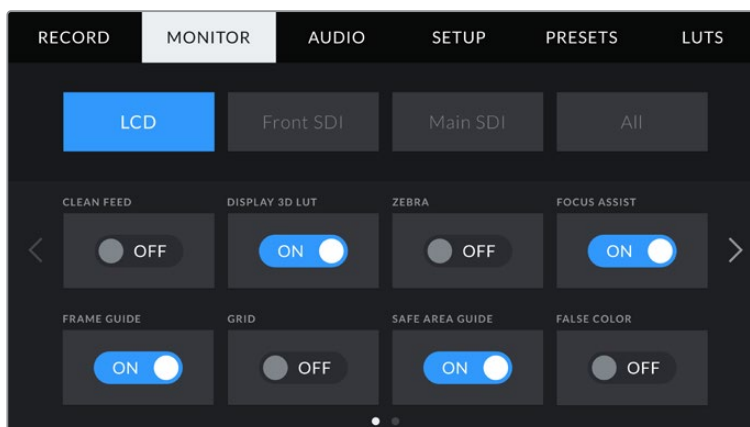 RECORD MONITOR AUDIO SETUP PRESETS LUTS
LCD Front SDI Main SDI All
CLEAN FEED DISPLAY 3D LUT ZEBRA FOCUS ASSIST
OFF ON OFF ON
FRAME GUIDE GRID SAFE AREA GUIDE FALSE COLOR
ON OFF ON OFF